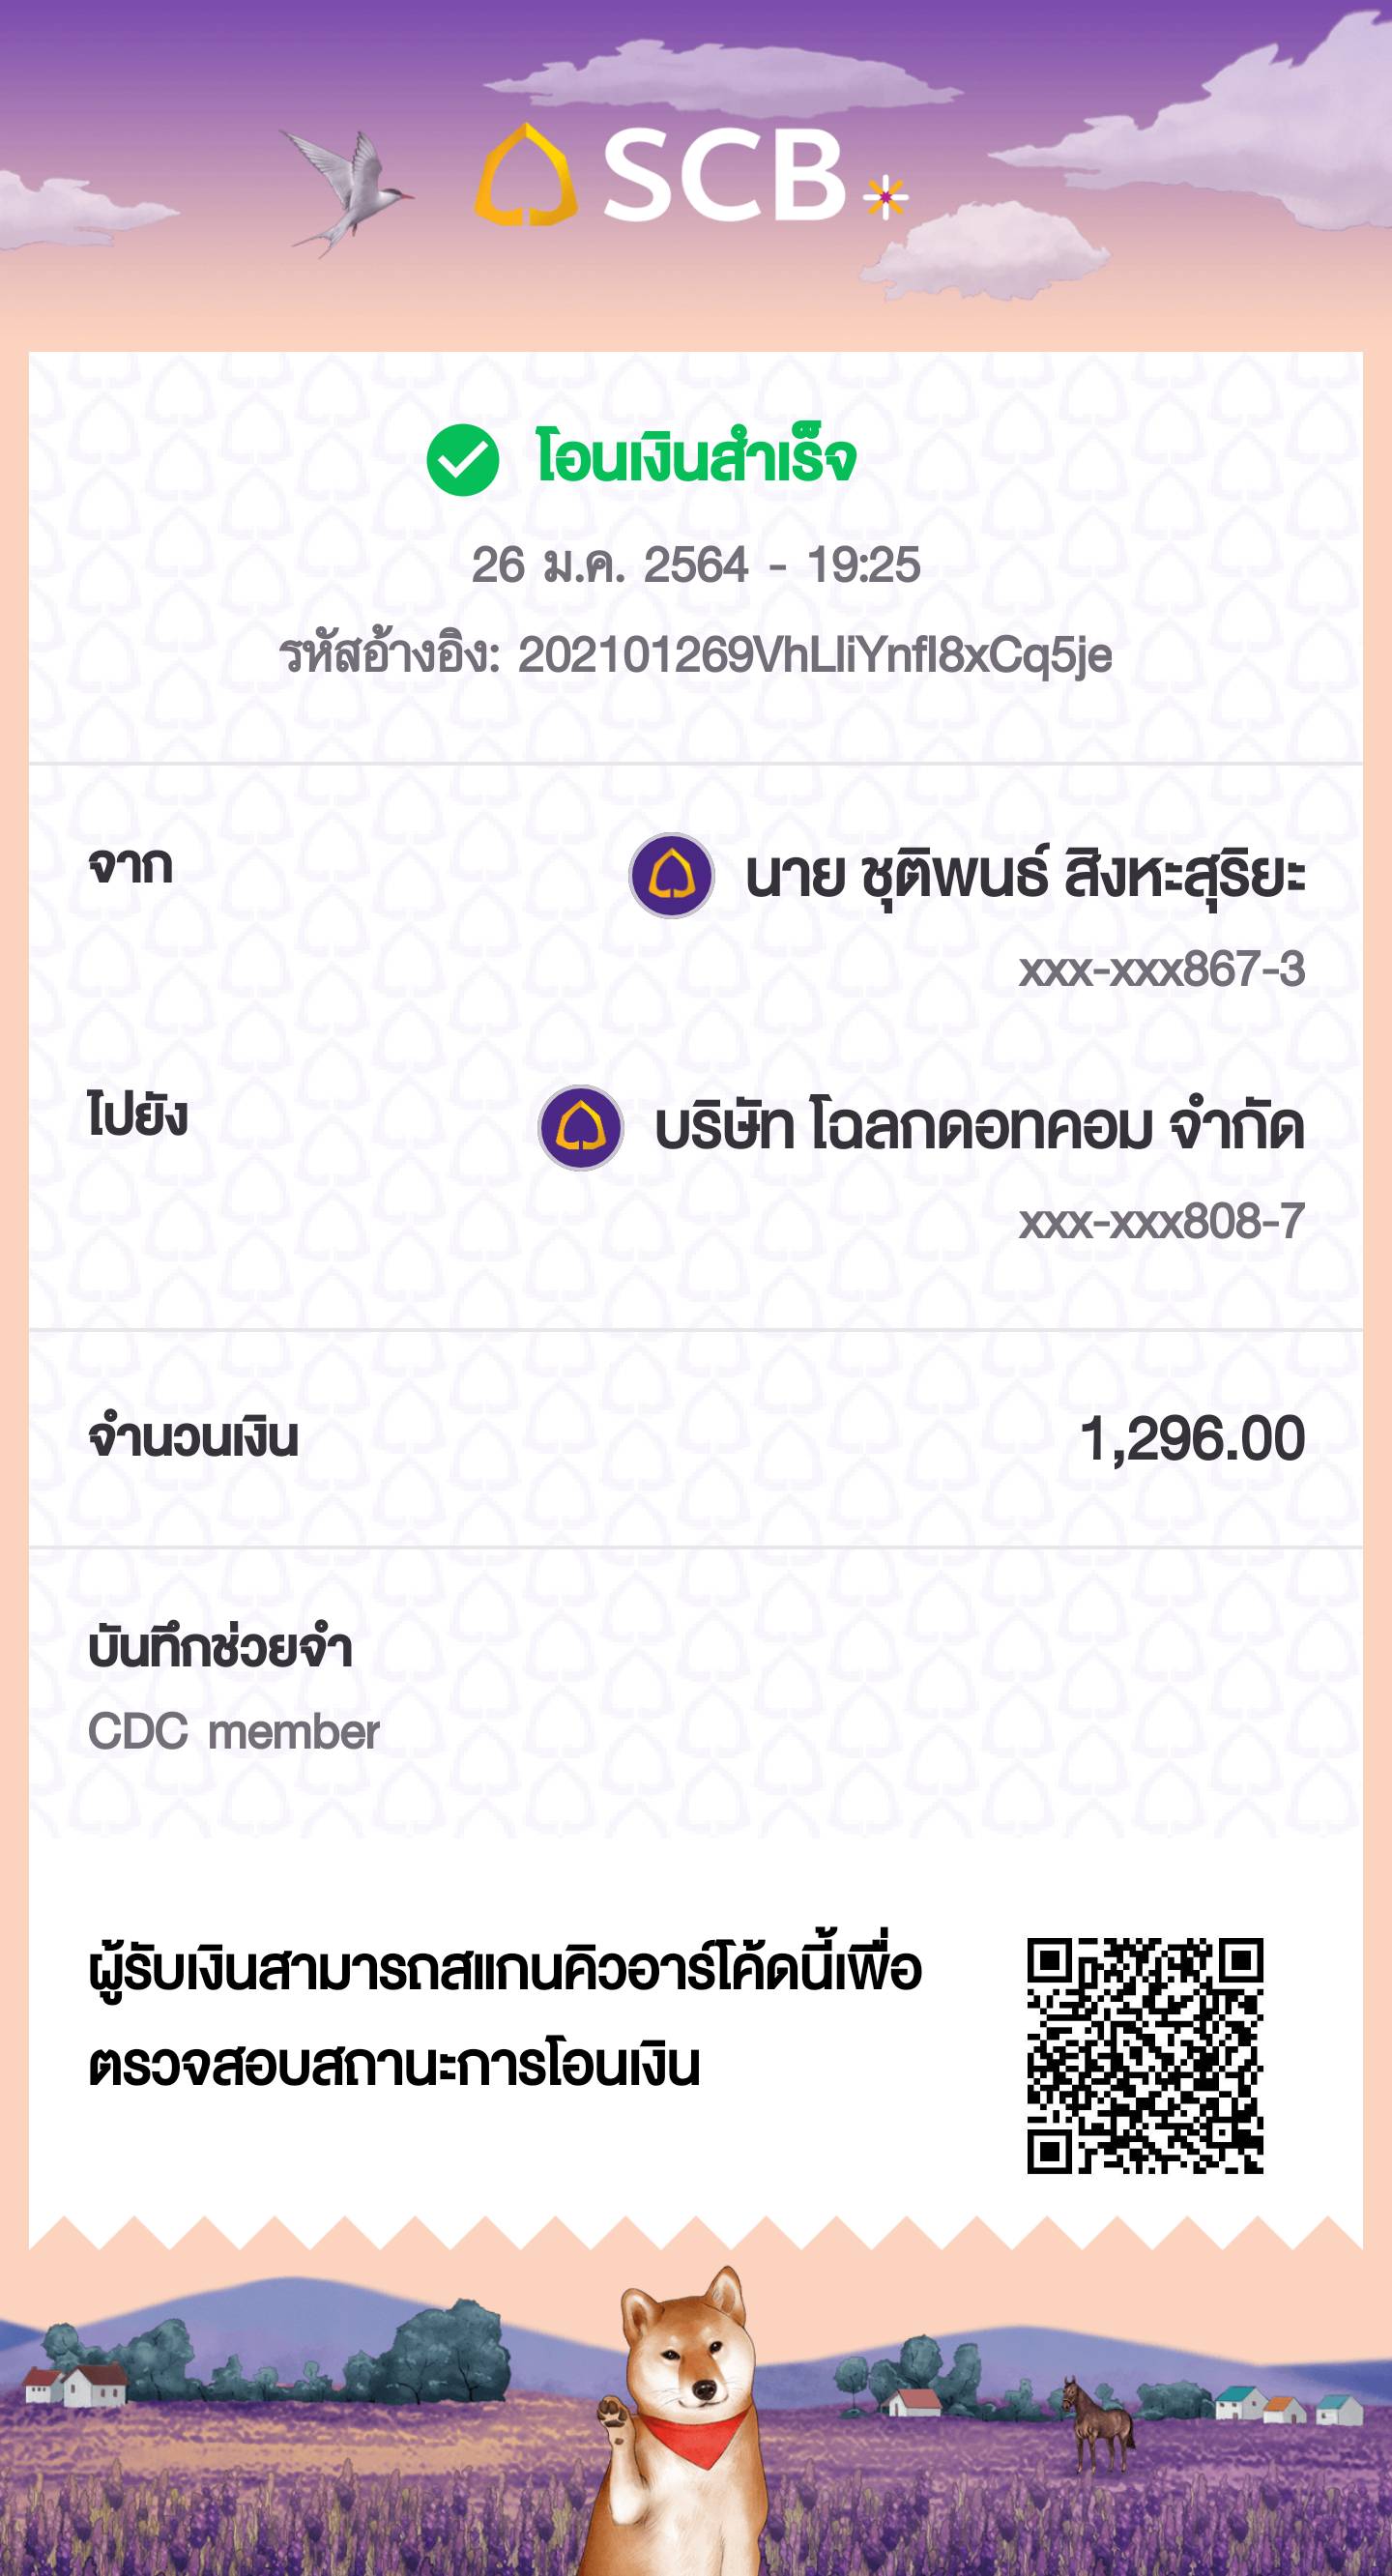 SCB
โอนเงินสำเร็จ
26 ม.ค. 2564 - 19:25
รหัสอ้างอิง: 202101269VhLIiYnfI8xCq5je
จาก
นาย ชุติพนธ์ สิงหะสุริยะ
xxx-xxx867-3
ไปยัง
บริษัท โฉลกดอทคอม จำกัด
xxx-xxx808-7
จำนวนเงิน
1,296.00
บันทึกช่วยจำ
CDC member
ผู้รับเงินสามารถสแกนคิวอาร์โค้ดนี้เพื่อ
ตรวจสอบสถานะการโอนเงิน